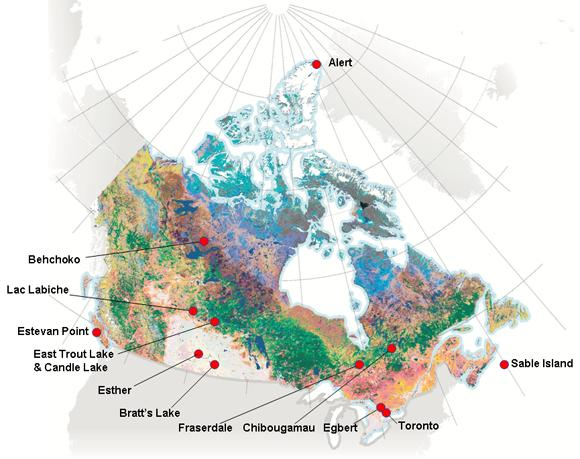 Alert
Behchoko
Lac Labiche
Estevan Point
East Trout Lake
& Candle Lake
Esther
Bratt's Lake
Fraserdale
Chibougamau
Egbert
Toronto
Sable Island